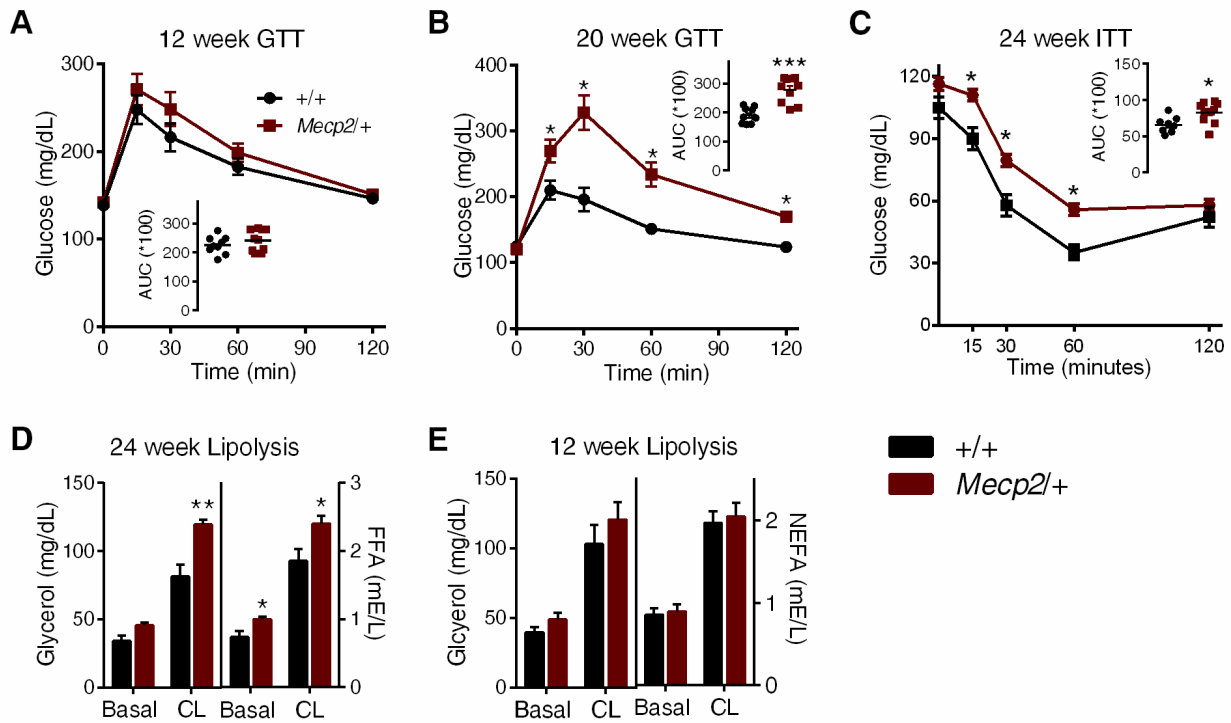 A
12 week GTT
Glucose (mg/dL)
300
200
100
0
+/+
Mecp2/+
AUC (*100)
300
200
100
0
0 30 60 90 120
Time (min)
B
20 week GTT
Glucose (mg/dL)
400
300
200
100
0
* * * *
AUC (*100)
300
200
100
0
***
0 30 60 90 120
Time (min)
C
24 week ITT
Glucose (mg/dL)
120
90
60
30
0
* * *
AUC (*100)
150
100
50
0
*
15 30 60 120
Time (minutes)
D
24 week Lipolysis
Glycerol (mg/dL)
150
100
50
0
** * *
3
2
1
0
FFA (mE/L)
Basal CL Basal CL
E
12 week Lipolysis
Glcyerol (mg/dL)
150
100
50
0
2
1
0
NEFA (mE/L)
Basal CL Basal CL
+/+
Mecp2/+